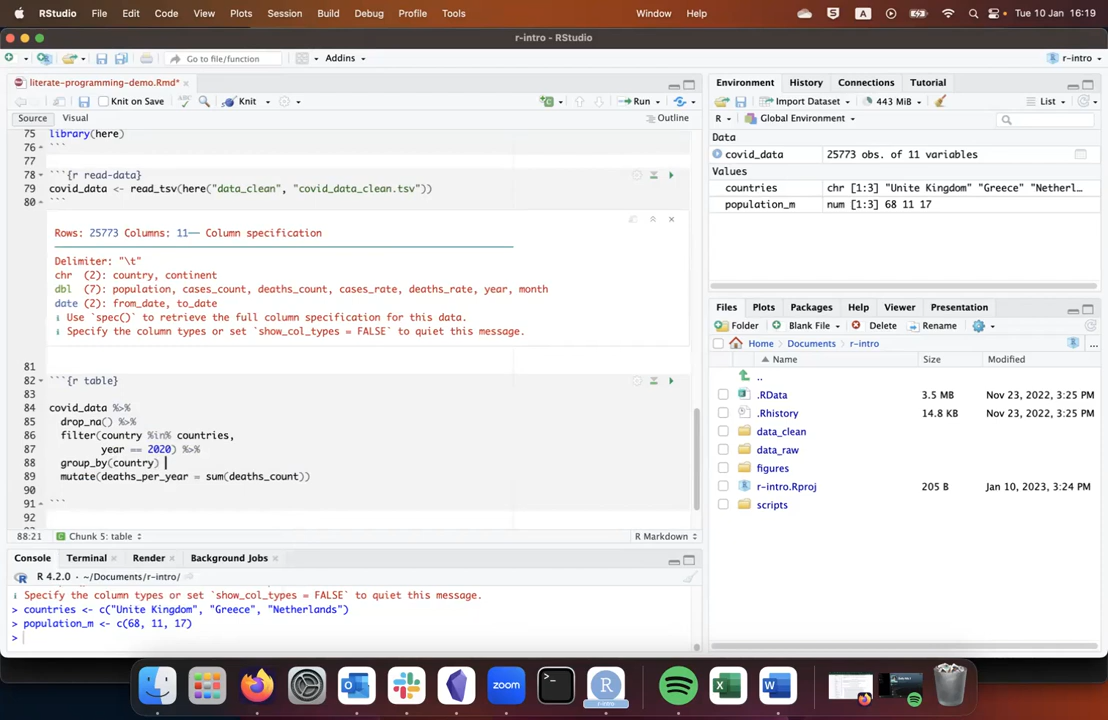 RStudio File Edit Code View Plots Session Build Debug Profile Tools Window Help A Tue 10 Jan 16:19
r-intro - RStudio
Go to file/function Addins r-intro
literate-programming-demo.Rmd*
Knit on Save Knit Run
Source Visual Outline
75 library(here)
76 ```
77
78 ```{r read-data}
79 covid_data <- read_tsv(here("data_clean", "covid_data_clean.tsv"))
80 ```
Rows: 25773 Columns: 11── Column specification
Delimiter: "\t"
chr (2): country, continent
dbl (7): population, cases_count, deaths_count, cases_rate, deaths_rate, year, month
date (2): from_date, to_date
ℹ Use `spec()` to retrieve the full column specification for this data.
ℹ Specify the column types or set `show_col_types = FALSE` to quiet this message.
81
82 ```{r table}
83
84 covid_data %>%
85 drop_na() %>%
86 filter(country %in% countries,
87 year == 2020) %>%
88 group_by(country)
89 mutate(deaths_per_year = sum(deaths_count))
90
91 ```
92
88:21 Chunk 5: table R Markdown
Console Terminal Render Background Jobs
R 4.2.0 · ~/Documents/r-intro/
ℹ Specify the column types or set `show_col_types = FALSE` to quiet this message.
> countries <- c("Unite Kingdom", "Greece", "Netherlands")
> population_m <- c(68, 11, 17)
>
Environment History Connections Tutorial
Import Dataset 443 MiB List
R Global Environment
Data
covid_data 25773 obs. of 11 variables
Values
countries chr [1:3] "Unite Kingdom" "Greece" "Netherl…
population_m num [1:3] 68 11 17
Files Plots Packages Help Viewer Presentation
Folder Blank File Delete Rename
Home Documents r-intro ...
Name Size Modified
..
.RData 3.5 MB Nov 23, 2022, 3:25 PM
.Rhistory 14.8 KB Nov 23, 2022, 3:25 PM
data_clean
data_raw
figures
r-intro.Rproj 205 B Jan 10, 2023, 3:24 PM
scripts
zoom
R
r-intro
X
W